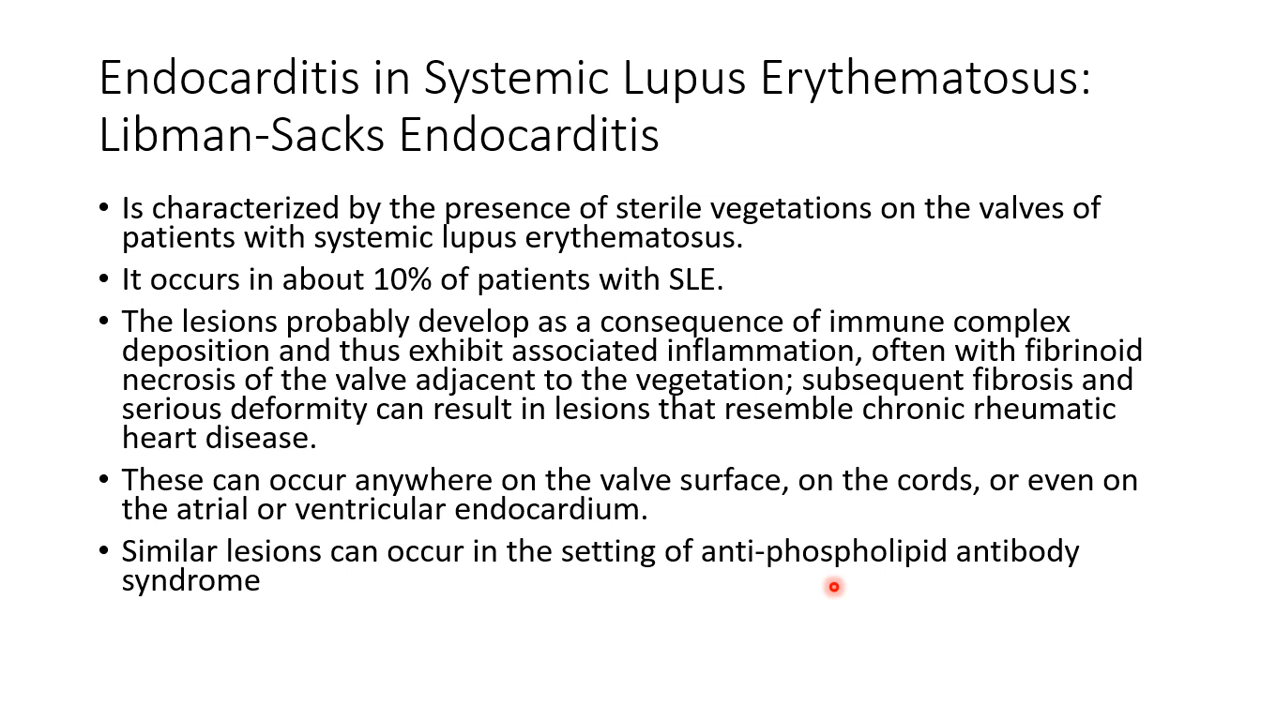 Endocarditis in Systemic Lupus Erythematosus:
Libman-Sacks Endocarditis
• Is characterized by the presence of sterile vegetations on the valves of
patients with systemic lupus erythematosus.
• It occurs in about 10% of patients with SLE.
• The lesions probably develop as a consequence of immune complex
deposition and thus exhibit associated inflammation, often with fibrinoid
necrosis of the valve adjacent to the vegetation; subsequent fibrosis and
serious deformity can result in lesions that resemble chronic rheumatic
heart disease.
• These can occur anywhere on the valve surface, on the cords, or even on
the atrial or ventricular endocardium.
• Similar lesions can occur in the setting of anti-phospholipid antibody
syndrome